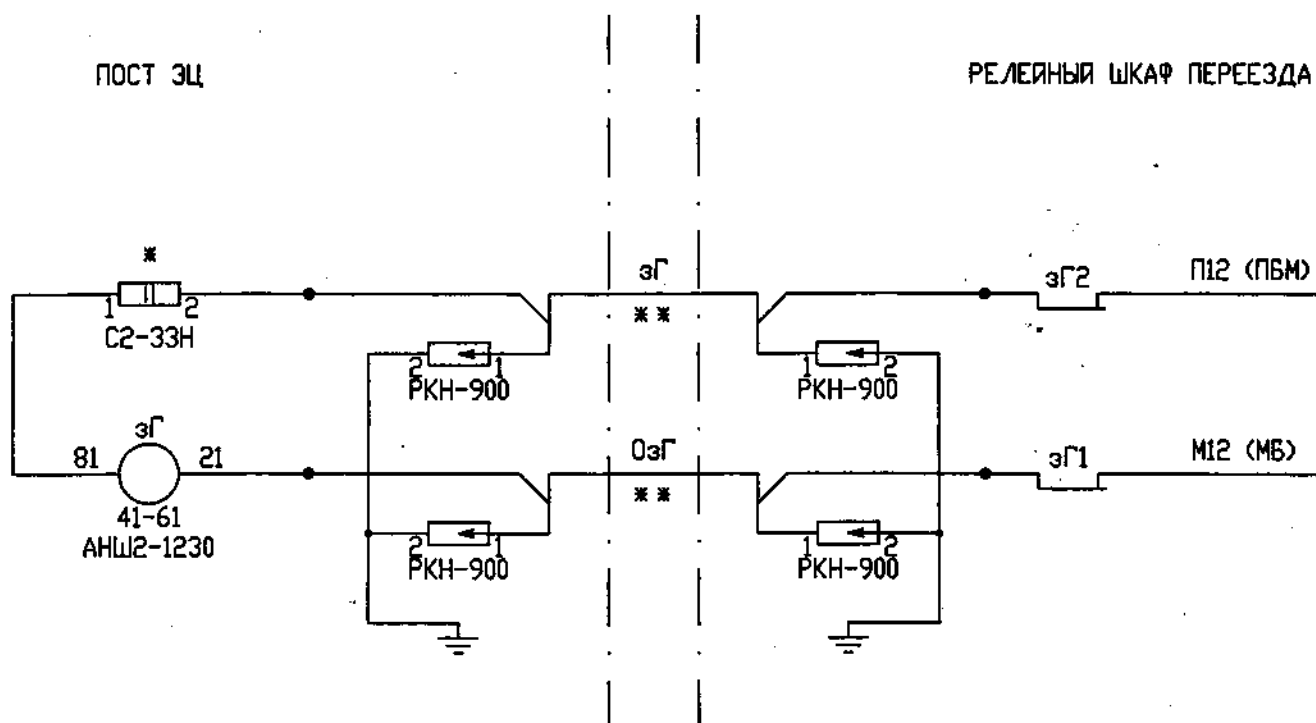 ПОСТ ЭЦ
РЕЛЕЙНЫЙ ШКАФ ПЕРЕЕЗДА
*
1 2
С2-33Н
зГ
* *
зГ2
П12 (ПБМ)
2 1
РКН-900
1 2
РКН-900
зГ
81 21
41-61
АНШ2-1230
ОзГ
* *
зГ1
М12 (МБ)
2 1
РКН-900
1 2
РКН-900